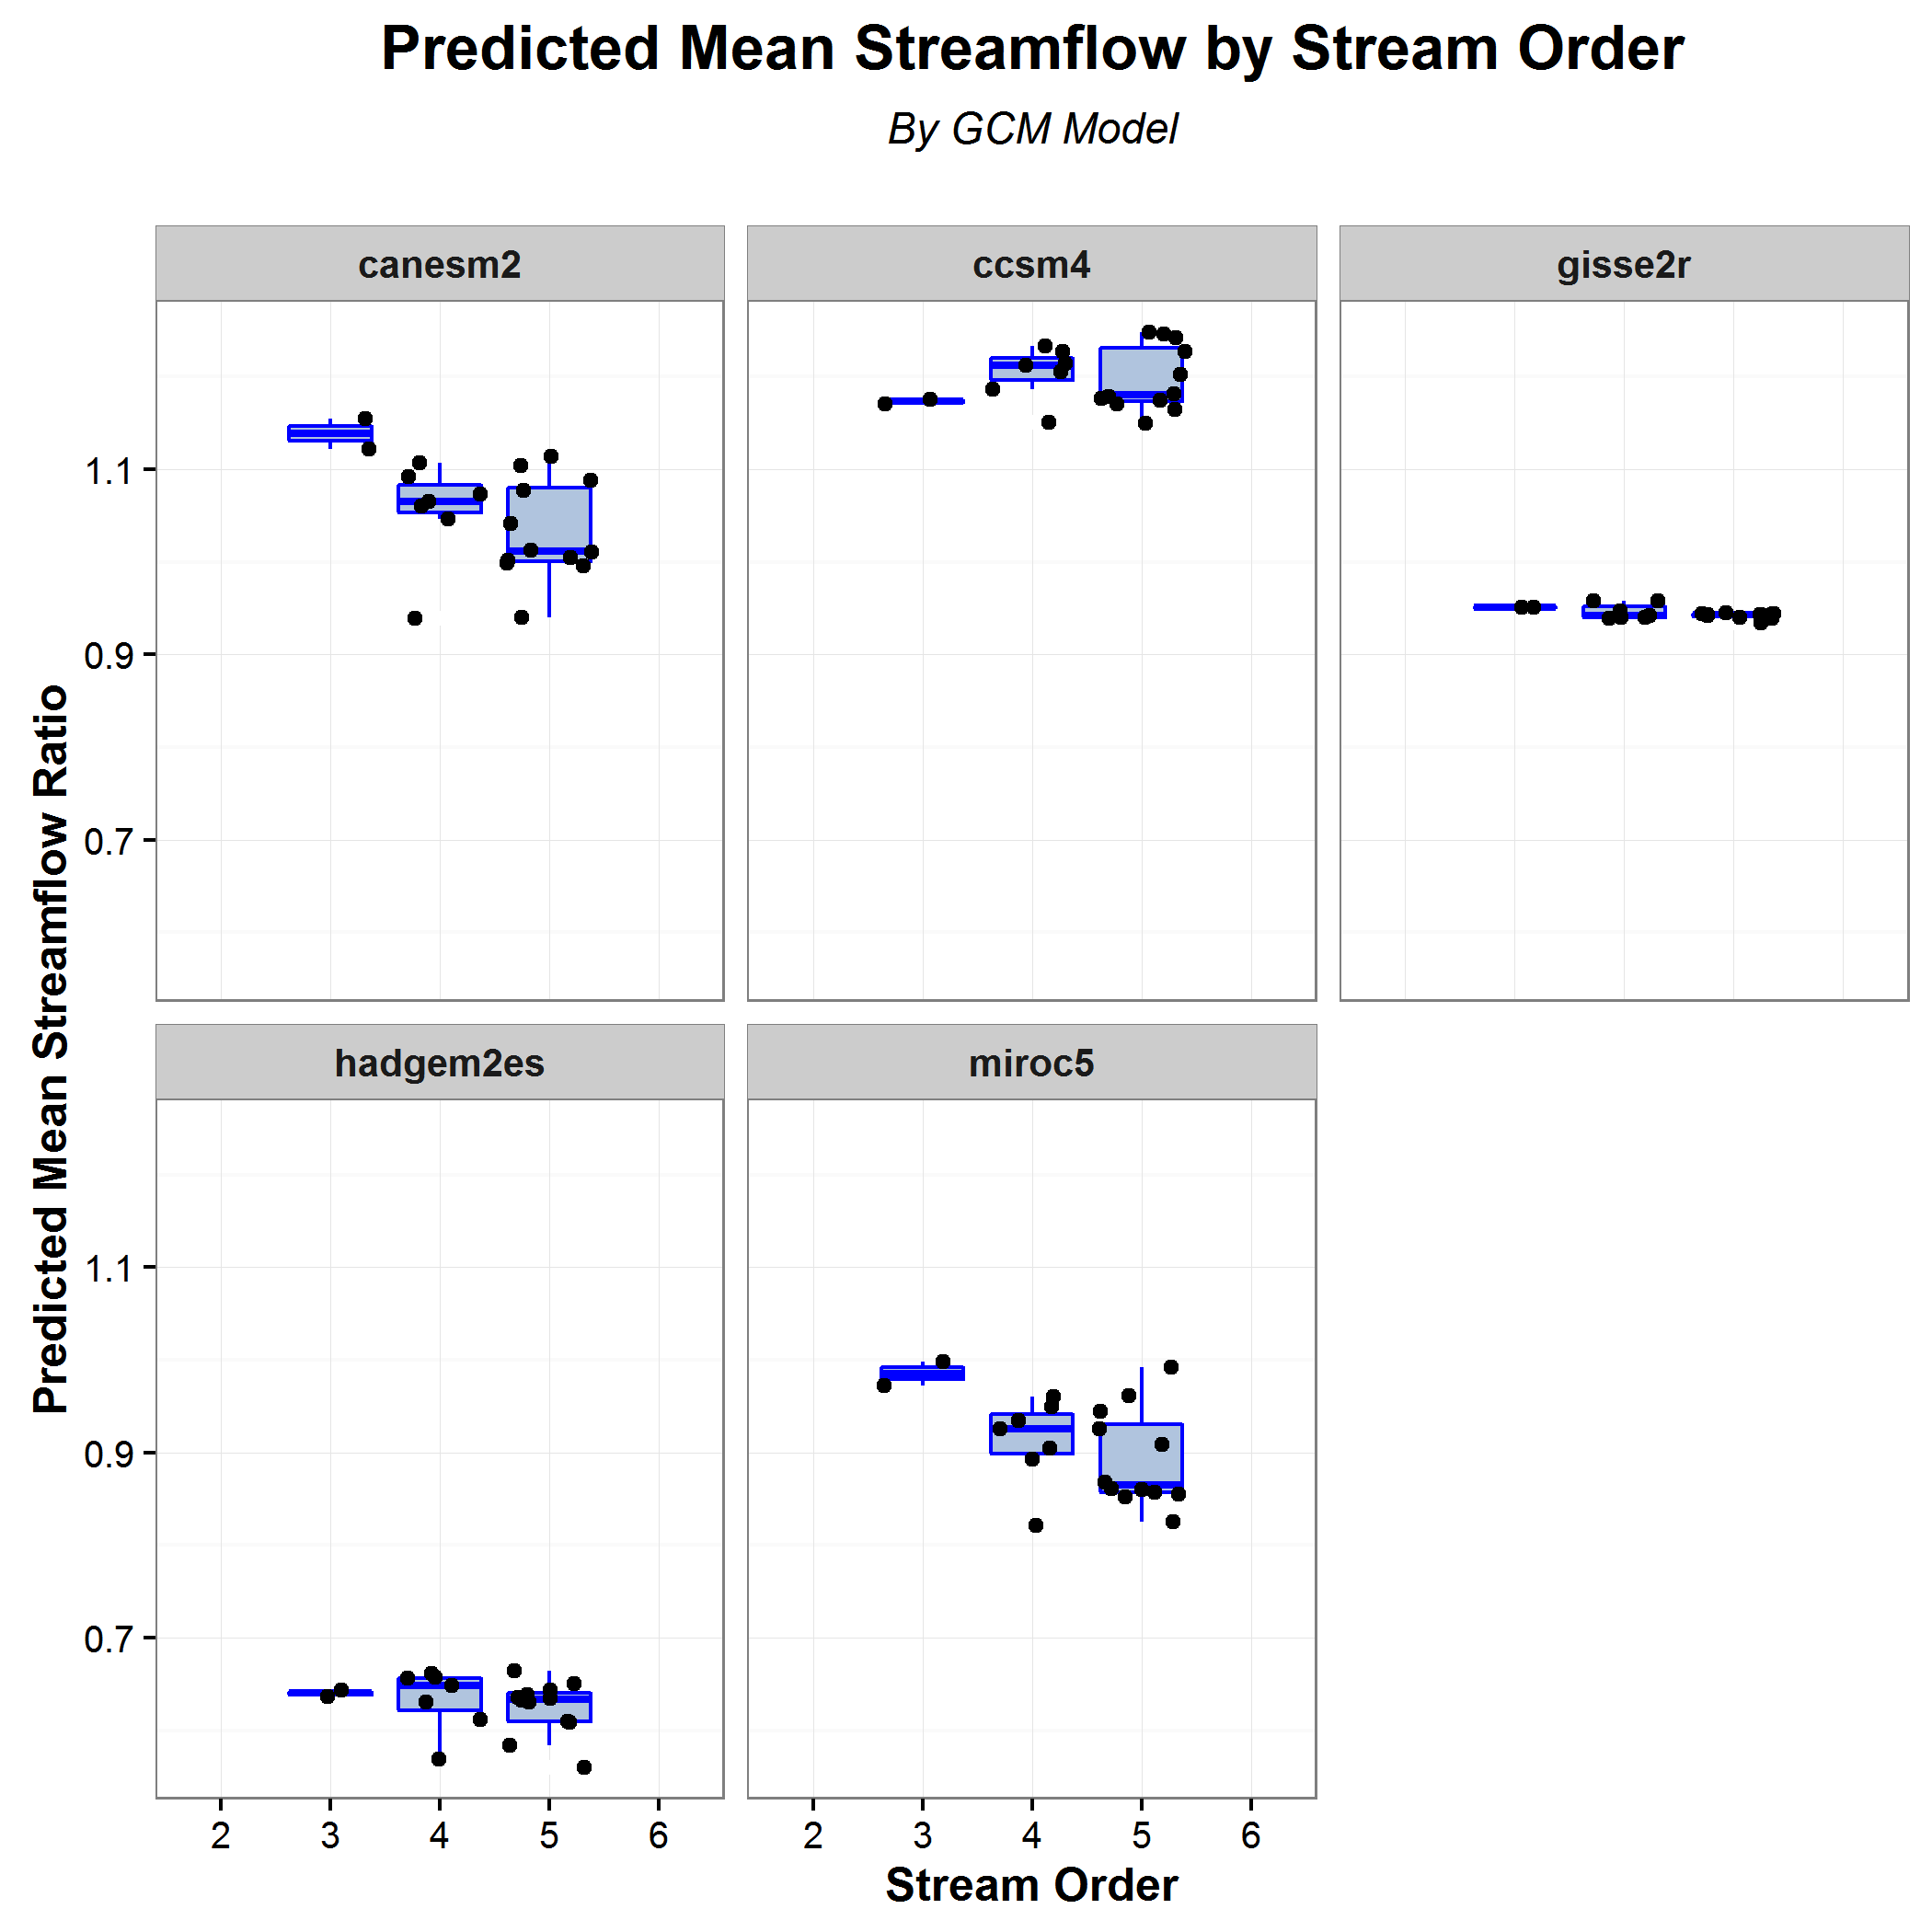 Predicted Mean Streamflow by Stream Order
By GCM Model
canesm2
ccsm4
gisse2r
1.1
0.9
0.7
Predicted Mean Streamflow Ratio
hadgem2es
miroc5
1.1
0.9
0.7
2 3 4 5 6
2 3 4 5 6
Stream Order